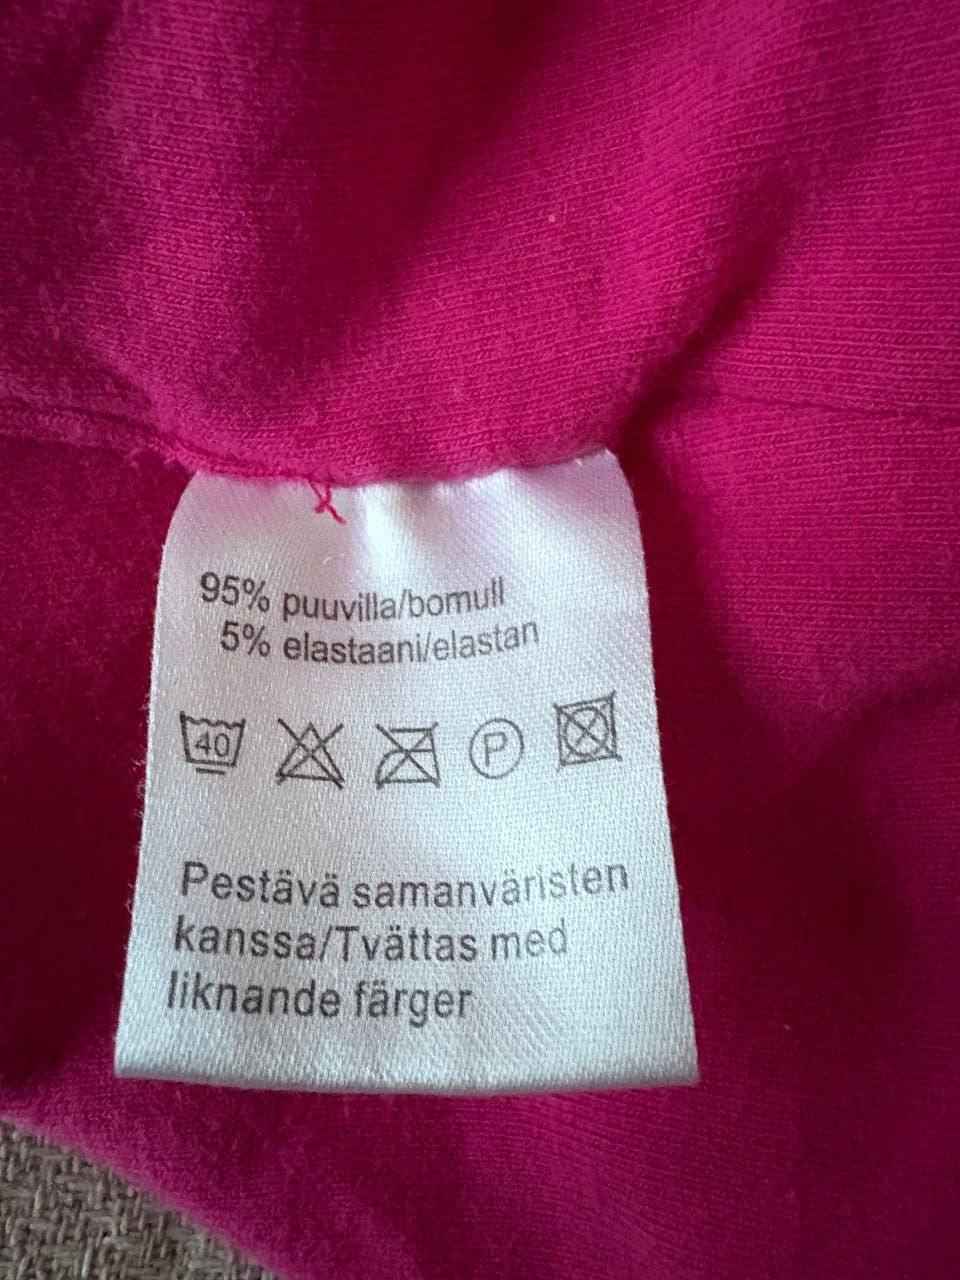 95% puuvilla/bomull
5% elastaani/elastan
40 P
Pestävä samanväristen
kanssa/Tvättas med
liknande färger